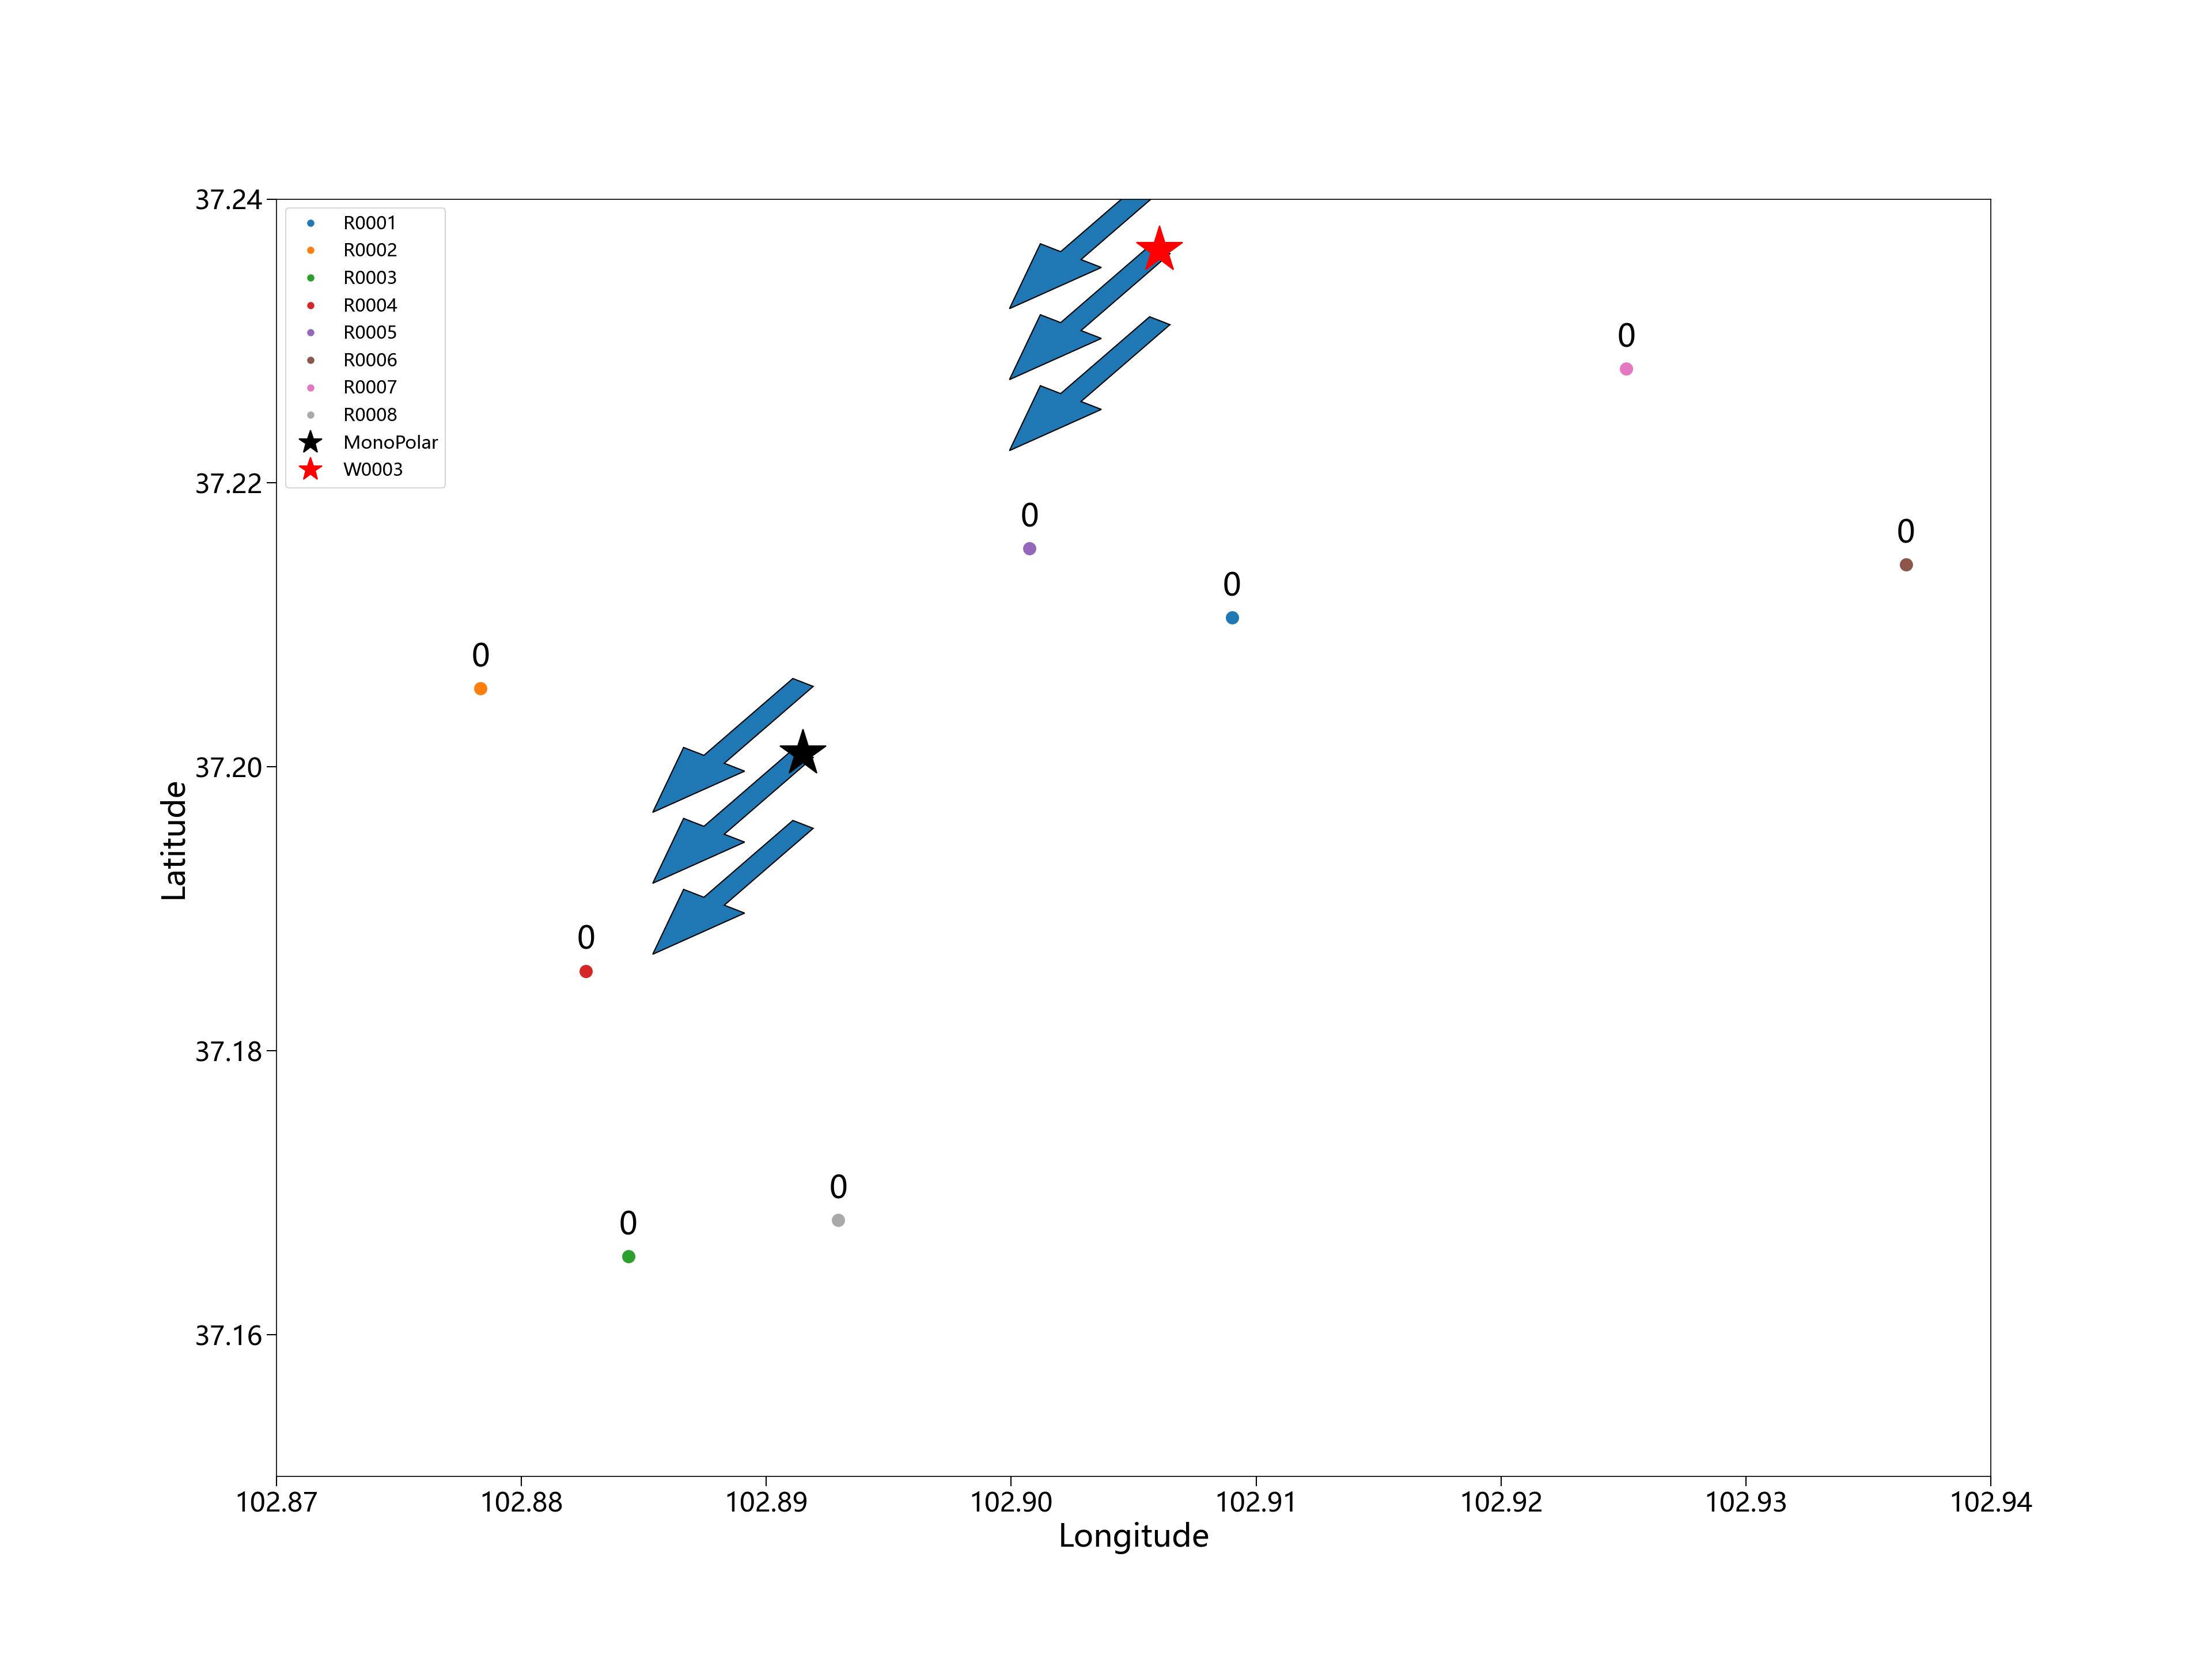 37.24
R0001
R0002
R0003
R0004
R0005
R0006
R0007
R0008
MonoPolar
W0003
0
37.22
0
0
0
0
37.20
Latitude
0
37.18
0
0
37.16
102.87 102.88 102.89 102.90 102.91 102.92 102.93 102.94
Longitude